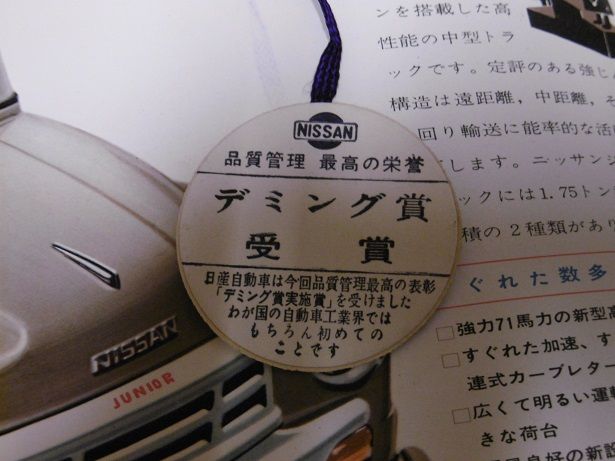 NISSAN
品質管理 最高の栄誉
デミング賞
受賞
日産自動車は今回品質管理最高の表彰
「デミング賞実施賞」を受けました
わが国の自動車工業界では
もちろん初めての
ことです
NISSAN
JUNIOR
ンを搭載した高
性能の中型トラ
ックです。定評のある強じ
構造は遠距離，中距離，そ
回り輸送に能率的な活
します。ニッサンジ
ックには1.75トン
積の2種類があり
ぐれた数多
□強力71馬力の新型高
□すぐれた加速、す
連式カーブレター
□広くて明るい運転
きな荷台
良好の新設